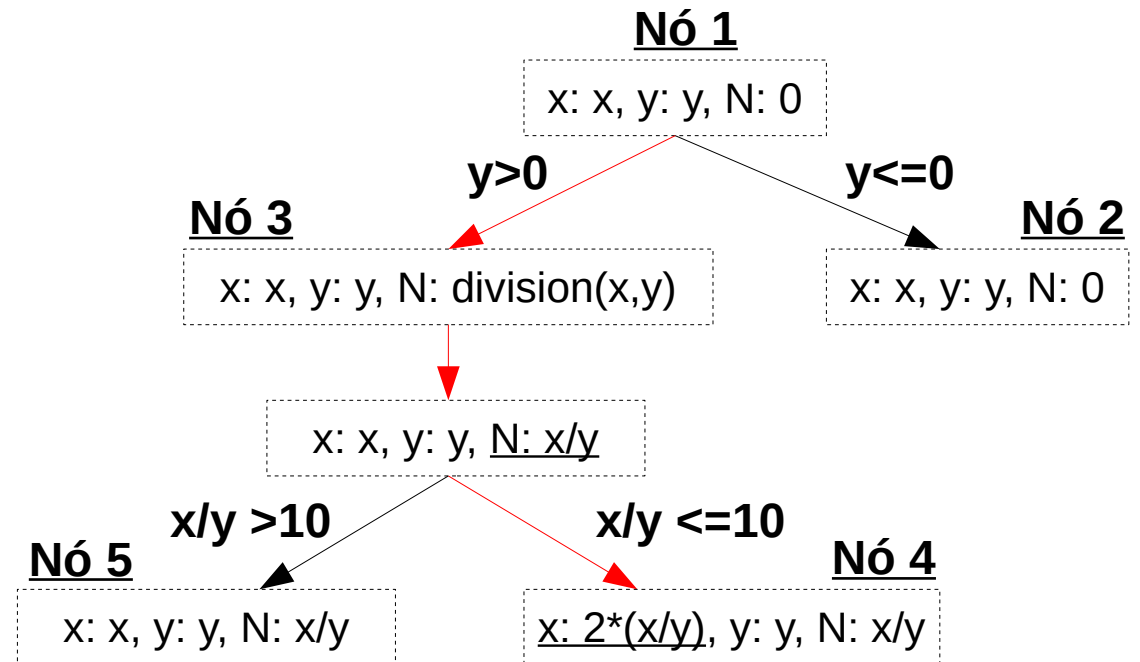 Nó 1
x: x, y: y, N: 0
y>0
y<=0
Nó 3
Nó 2
x: x, y: y, N: division(x,y)
x: x, y: y, N: 0
x: x, y: y, N: x/y
x/y >10
x/y <=10
Nó 5
Nó 4
x: x, y: y, N: x/y
x: 2*(x/y), y: y, N: x/y